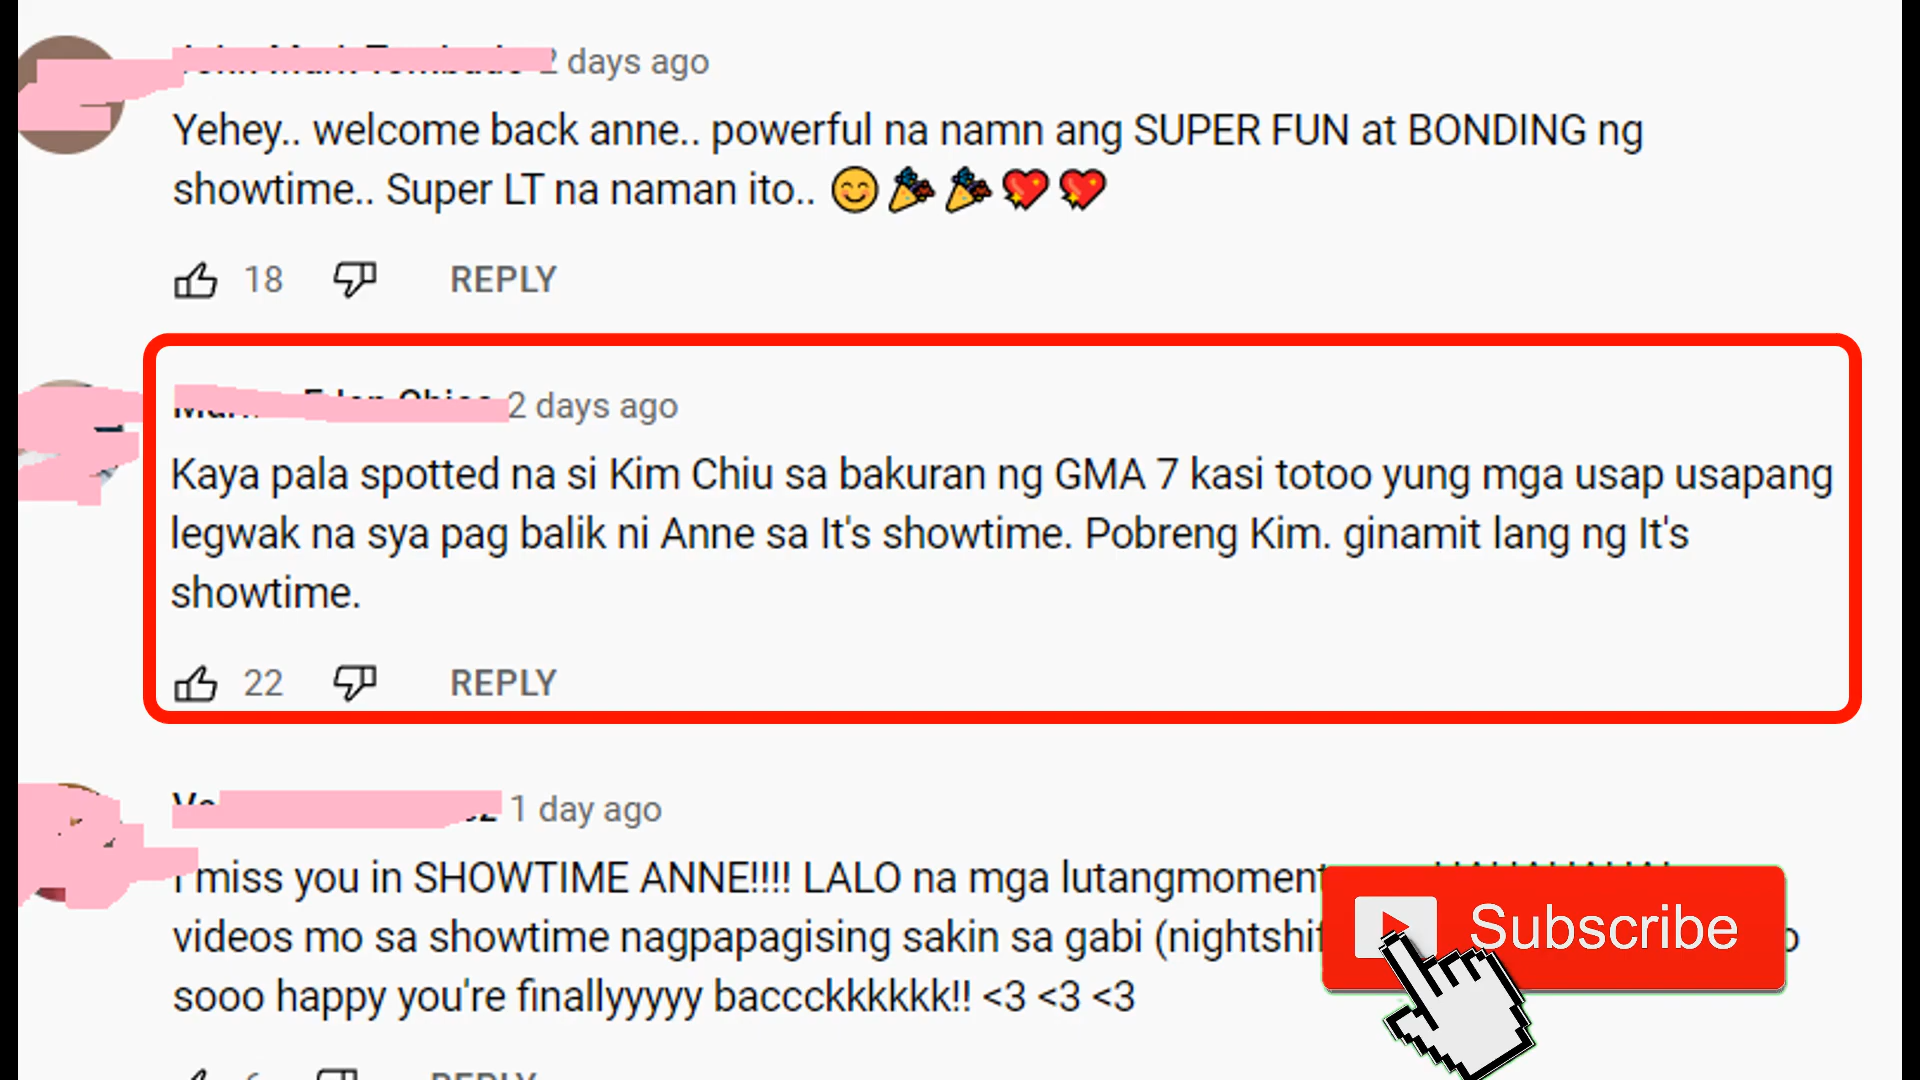 2 days ago
Yehey.. welcome back anne.. powerful na namn ang SUPER FUN at BONDING ng
showtime.. Super LT na naman ito.. 😊🎉🎉💖💖
18 REPLY
2 days ago
Kaya pala spotted na si Kim Chiu sa bakuran ng GMA 7 kasi totoo yung mga usap usapang
legwak na sya pag balik ni Anne sa It's showtime. Pobreng Kim. ginamit lang ng It's
showtime.
22 REPLY
1 day ago
I miss you in SHOWTIME ANNE!!!! LALO na mga
videos mo sa showtime nagpapagising sakin sa gabi
Subscribe
sooo happy you're finallyyyyy baccckkkkkk!! <3 <3 <3
REPLY